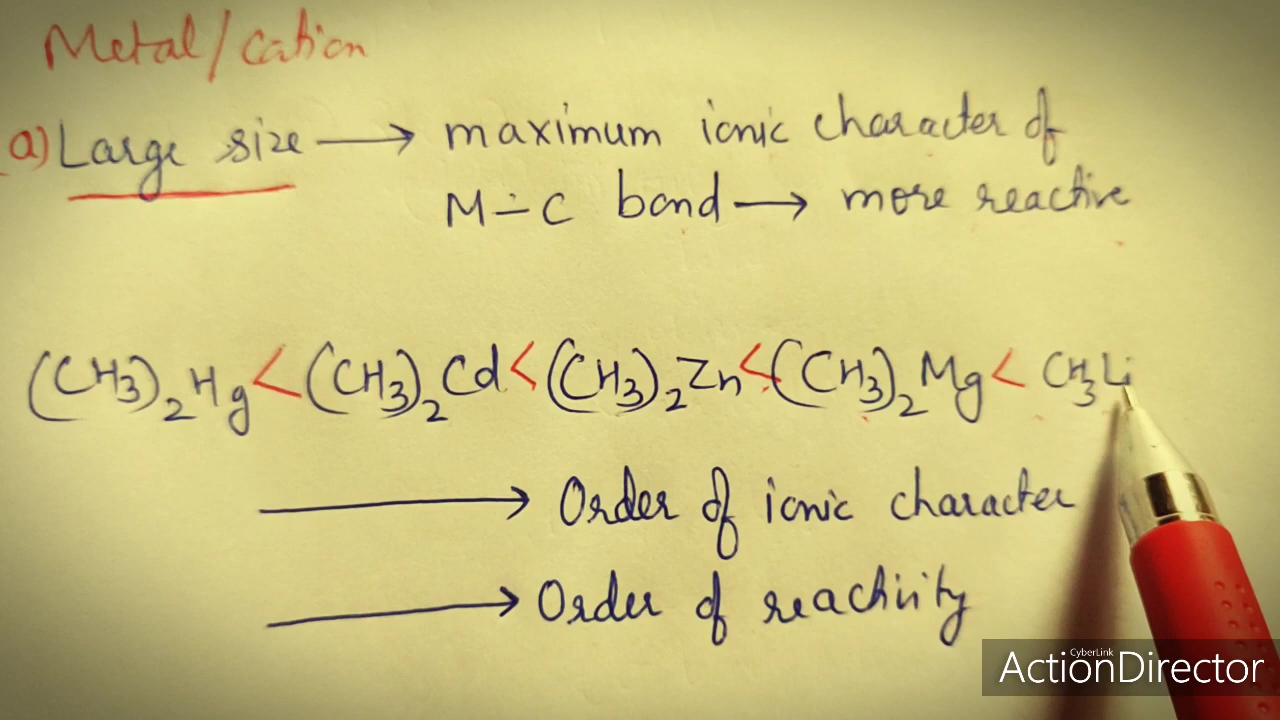 Metal/cation
a) Large size → maximum ionic character of
M–C bond → more reactive
(CH₃)₂Hg < (CH₃)₂Cd < (CH₃)₂Zn < (CH₃)₂Mg < CH₃Li
→ Order of ionic character
→ Order of reactivity
CyberLink
ActionDirector